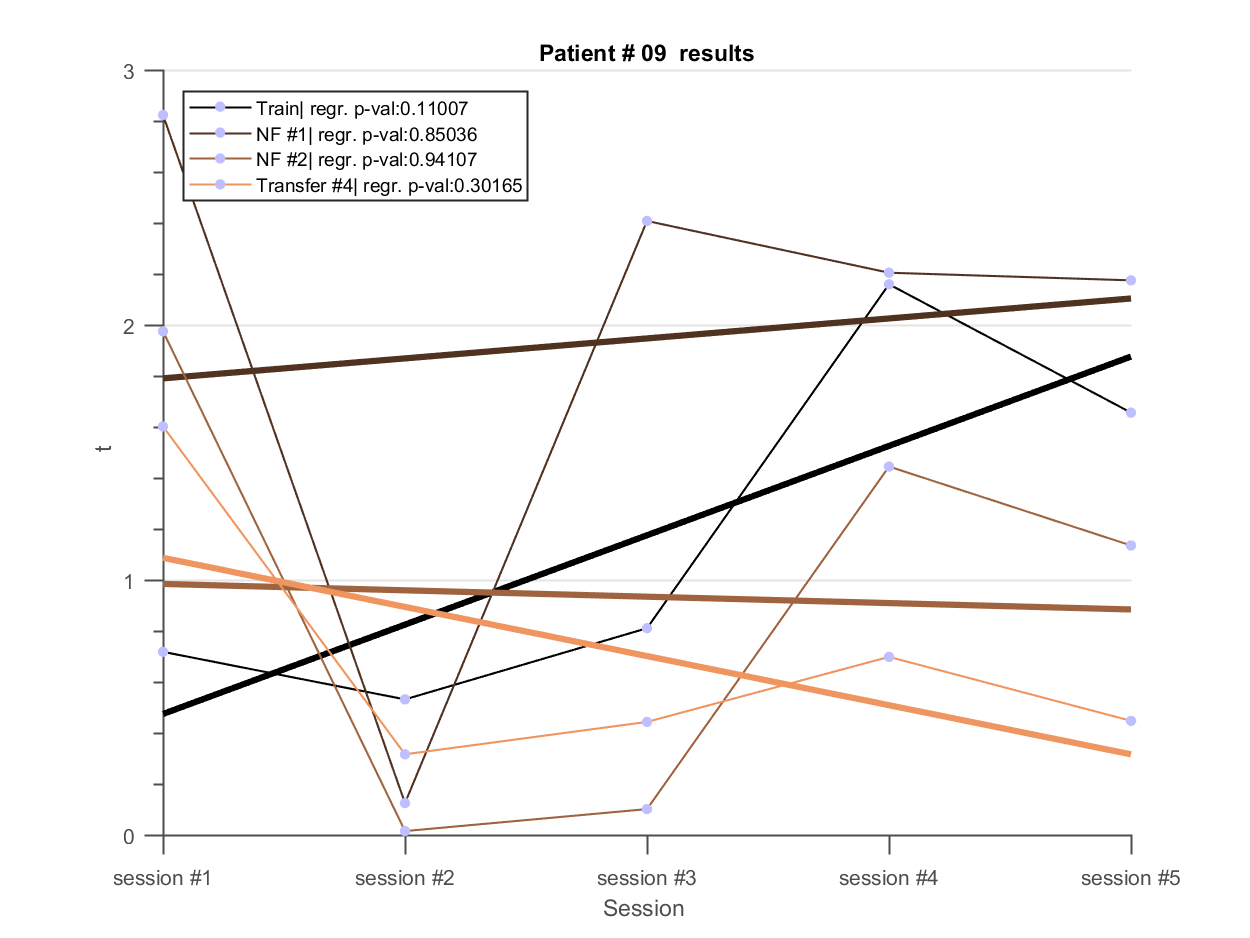 Patient # 09  results
3
Train| regr. p-val:0.11007
NF #1| regr. p-val:0.85036
NF #2| regr. p-val:0.94107
Transfer #4| regr. p-val:0.30165
2
t
1
0
session #1
session #2
session #3
session #4
session #5
Session